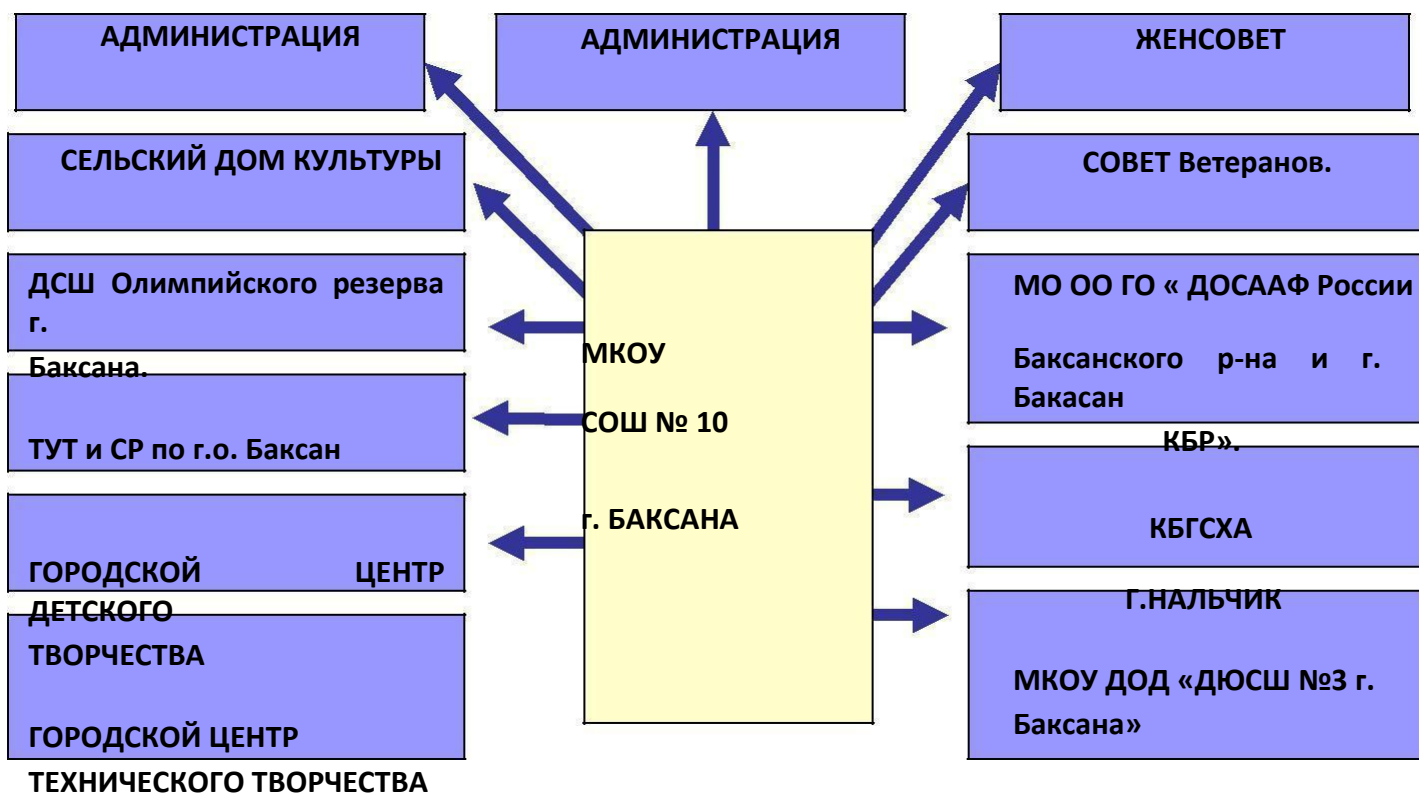 АДМИНИСТРАЦИЯ
АДМИНИСТРАЦИЯ
ЖЕНСОВЕТ
СЕЛЬСКИЙ ДОМ КУЛЬТУРЫ
СОВЕТ Ветеранов.
ДСШ Олимпийского резерва
г.
Баксана.
ТУТ и СР по г.о. Баксан
ГОРОДСКОЙ ЦЕНТР
ДЕТСКОГО
ТВОРЧЕСТВА
ГОРОДСКОЙ ЦЕНТР
ТЕХНИЧЕСКОГО ТВОРЧЕСТВА
МКОУ
СОШ № 10
г. БАКСАНА
МО ОО ГО « ДОСААФ России
Баксанского р-на и г.
Бакасан
КБР».
КБГСХА
Г.НАЛЬЧИК
МКОУ ДОД «ДЮСШ №3 г.
Баксана»